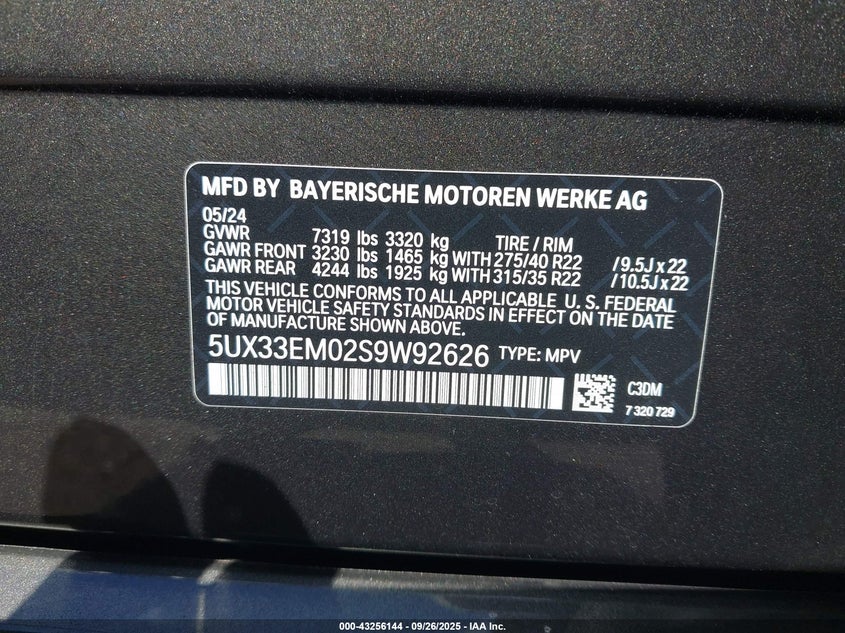 MFD BY BAYERISCHE MOTOREN WERKE AG
05/24
GVWR 7319 lbs 3320 kg TIRE / RIM
GAWR FRONT 3230 lbs 1465 kg WITH 275/40 R22 / 9.5J x 22
GAWR REAR 4244 lbs 1925 kg WITH 315/35 R22 / 10.5J x 22
THIS VEHICLE CONFORMS TO ALL APPLICABLE U. S. FEDERAL
MOTOR VEHICLE SAFETY STANDARDS IN EFFECT ON THE DATE
OF MANUFACTURE SHOWN ABOVE.
5UX33EM02S9W92626 TYPE: MPV
C3DM
7 320 729
000-43256144 - 09/26/2025 - IAA Inc.